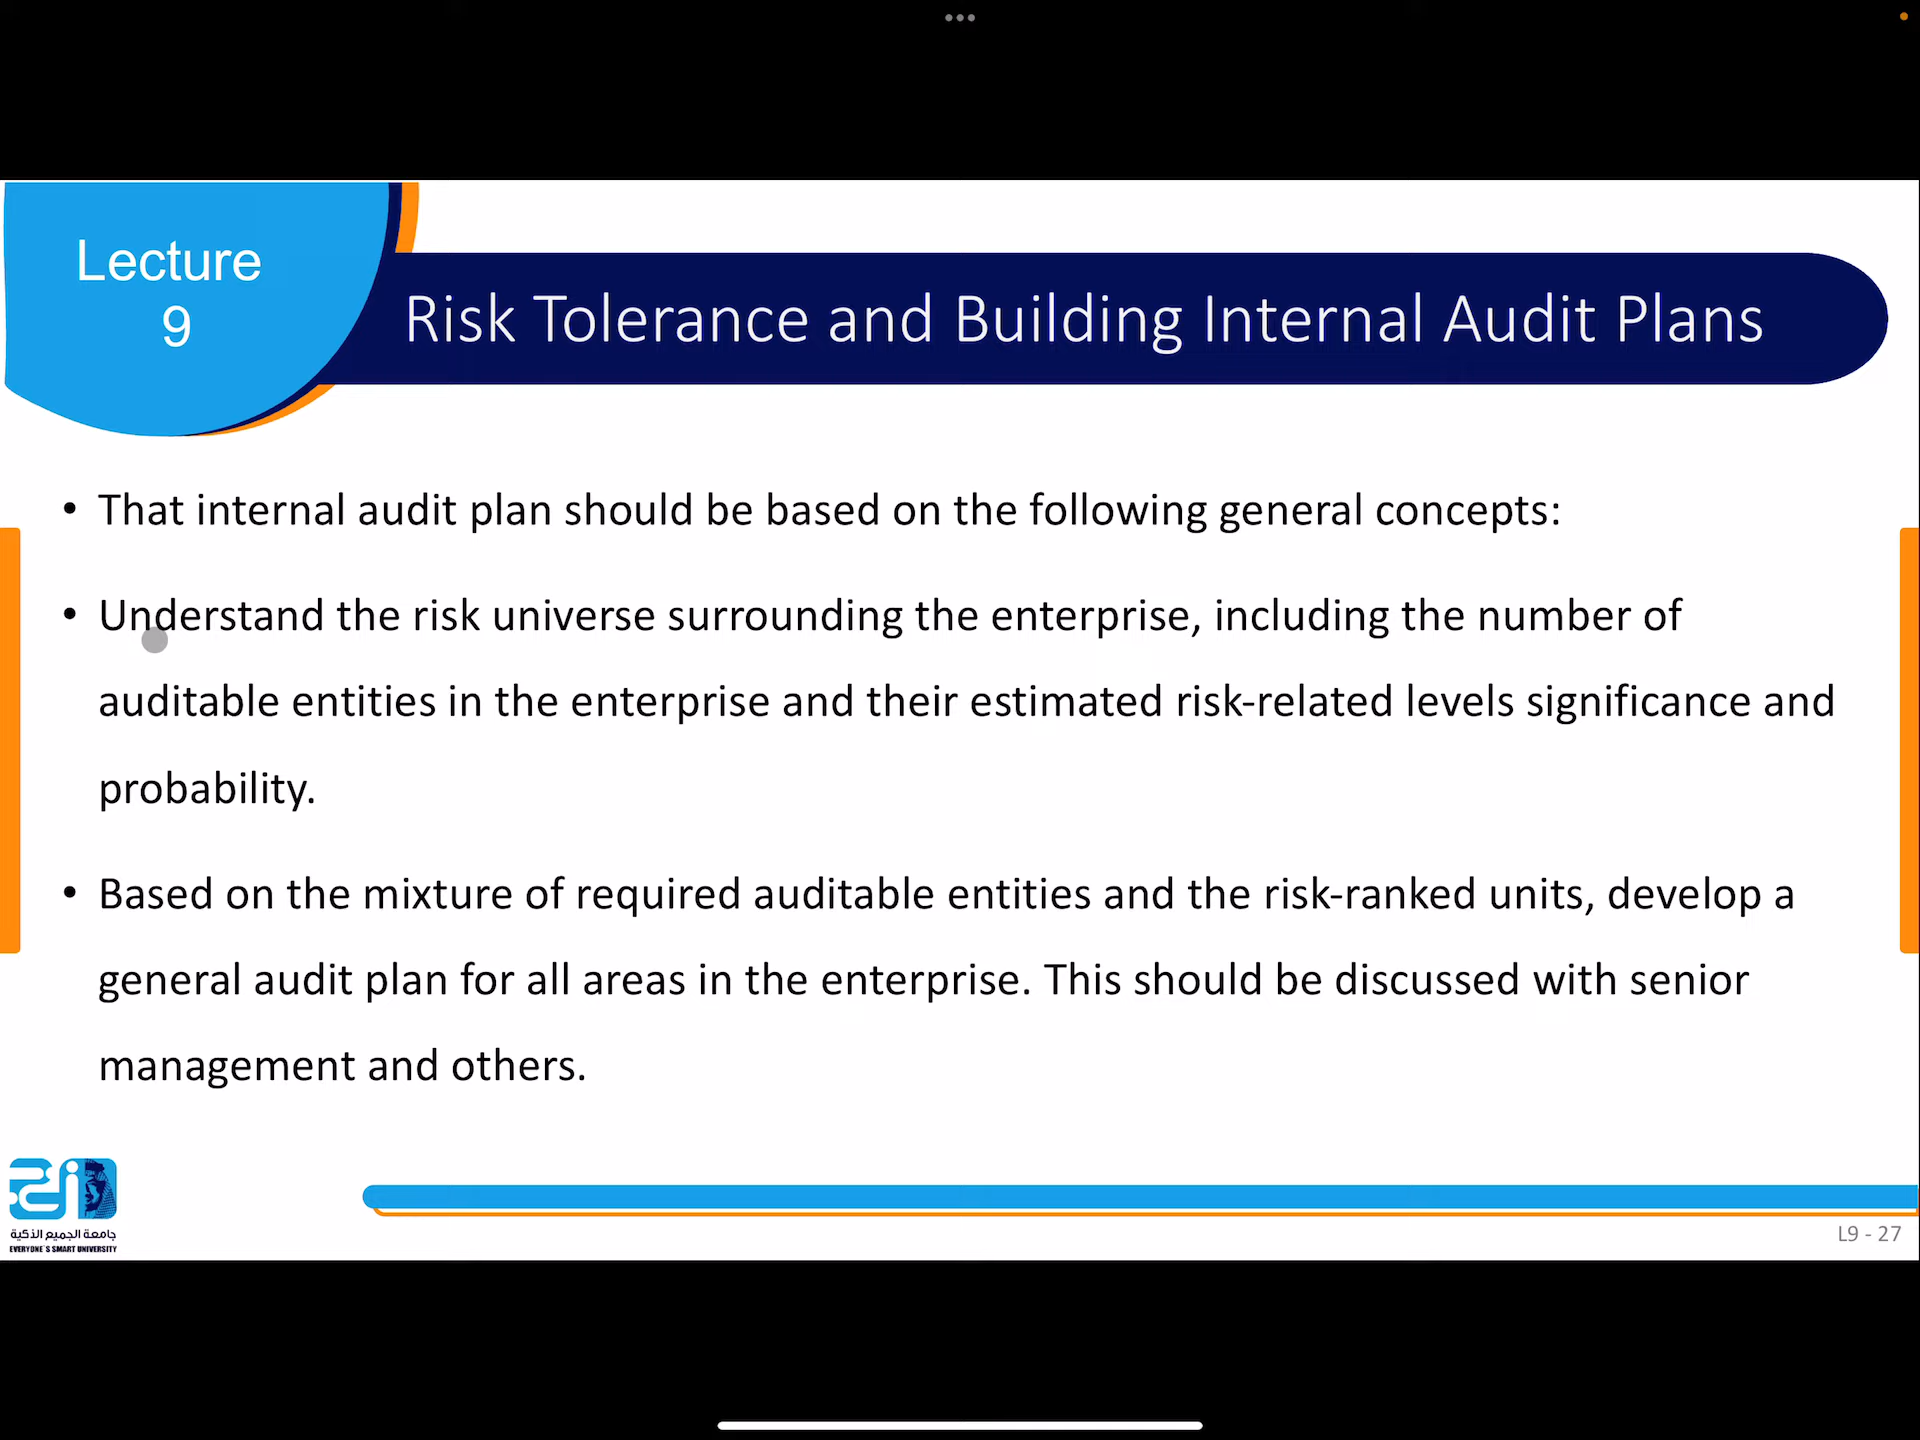 Lecture
9
Risk Tolerance and Building Internal Audit Plans
• That internal audit plan should be based on the following general concepts:
• Understand the risk universe surrounding the enterprise, including the number of
auditable entities in the enterprise and their estimated risk-related levels significance and
probability.
• Based on the mixture of required auditable entities and the risk-ranked units, develop a
general audit plan for all areas in the enterprise. This should be discussed with senior
management and others.
جامعة الجميع الذكية
EVERYONE`S SMART UNIVERSITY
L9 - 27